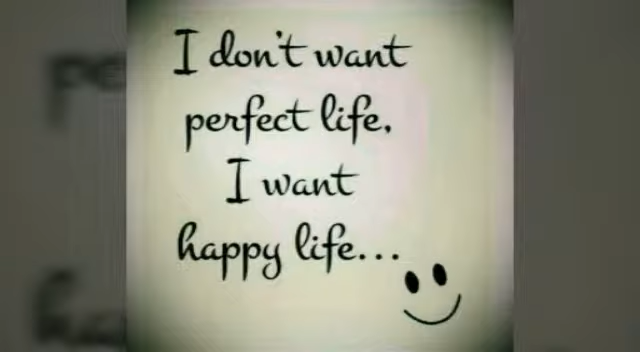 I don't want
perfect life.
I want
happy life...